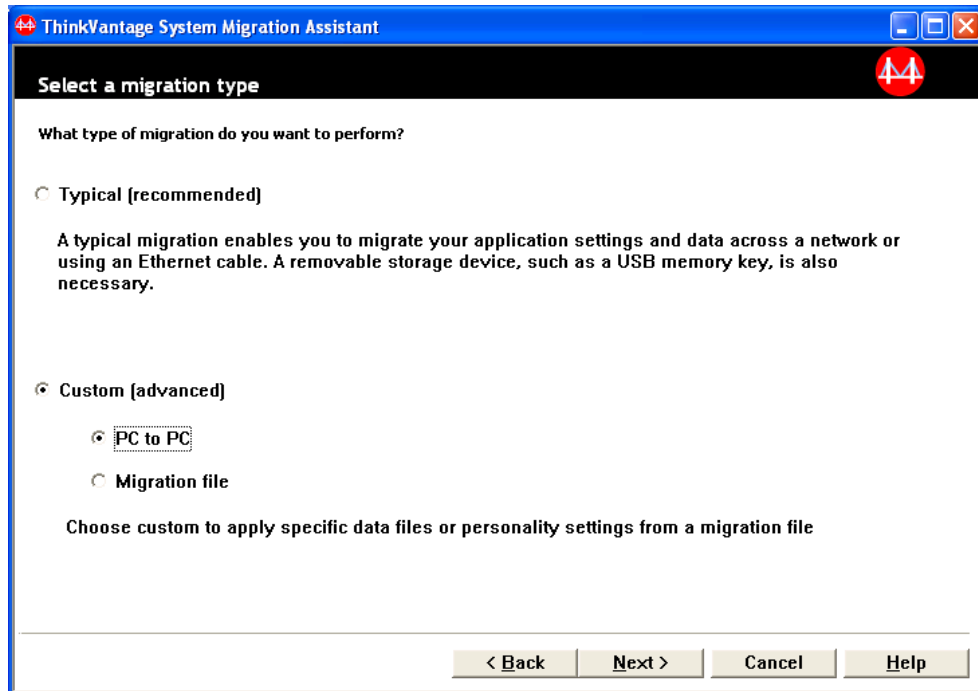 ThinkVantage System Migration Assistant
Select a migration type
What type of migration do you want to perform?
Typical (recommended)
A typical migration enables you to migrate your application settings and data across a network or
using an Ethernet cable. A removable storage device, such as a USB memory key, is also
necessary.
Custom (advanced)
PC to PC
Migration file
Choose custom to apply specific data files or personality settings from a migration file
< Back Next > Cancel Help